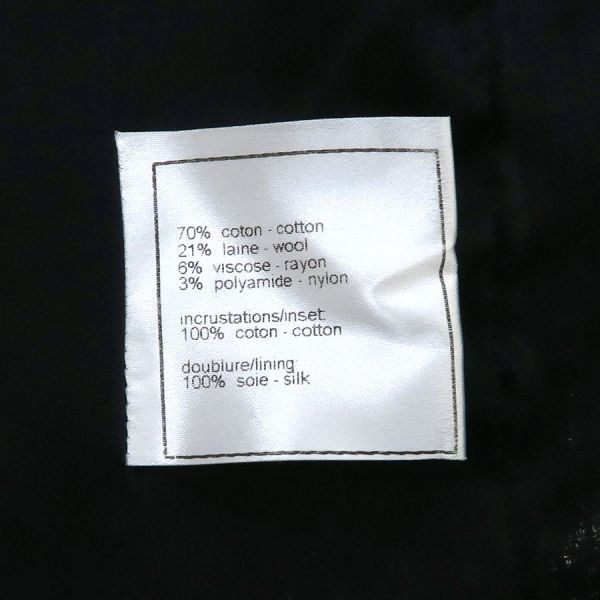 70% coton - cotton
21% laine - wool
6% viscose - rayon
3% polyamide - nylon
incrustations/inset:
100% coton - cotton
doublure/lining:
100% soie - silk